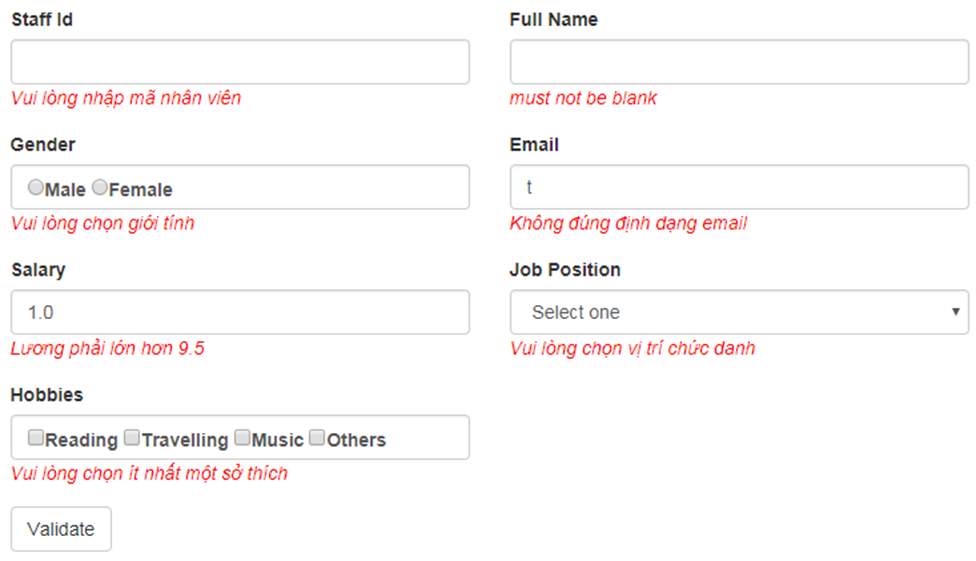 Staff Id
Full Name
Vui lòng nhập mã nhân viên
must not be blank
Gender
Email
Male Female
t
Vui lòng chọn giới tính
Không đúng định dạng email
Salary
Job Position
1.0
Select one
Lương phải lớn hơn 9.5
Vui lòng chọn vị trí chức danh
Hobbies
Reading Travelling Music Others
Vui lòng chọn ít nhất một sở thích
Validate